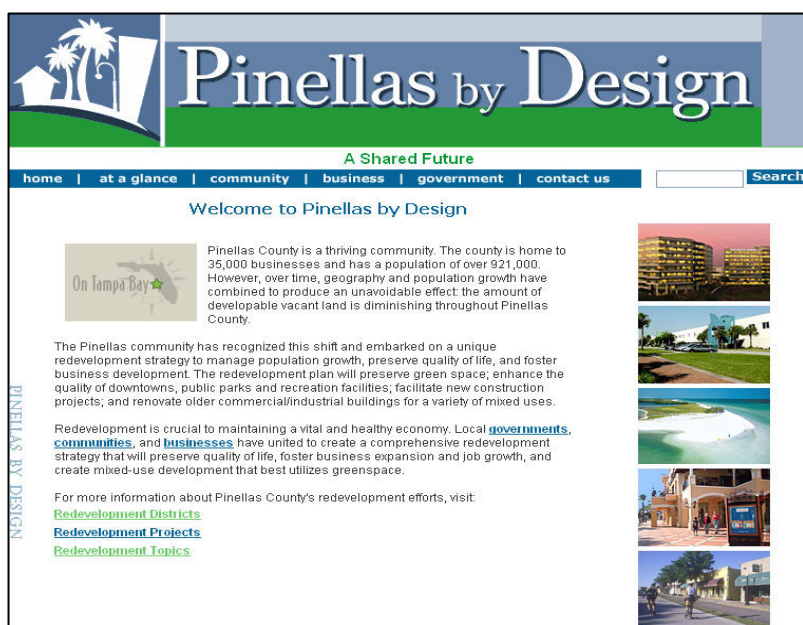 Pinellas by Design
A Shared Future
home | at a glance | community | business | government | contact us
Search
Welcome to Pinellas by Design
On Tampa Bay
Pinellas County is a thriving community. The county is home to
35,000 businesses and has a population of over 921,000.
However, over time, geography and population growth have
combined to produce an unavoidable effect: the amount of
developable vacant land is diminishing throughout Pinellas
County.
The Pinellas community has recognized this shift and embarked on a unique
redevelopment strategy to manage population growth, preserve quality of life, and foster
business development. The redevelopment plan will preserve green space; enhance the
quality of downtowns, public parks and recreation facilities; facilitate new construction
projects; and renovate older commercial/industrial buildings for a variety of mixed uses.
Redevelopment is crucial to maintaining a vital and healthy economy. Local governments,
communities, and businesses have united to create a comprehensive redevelopment
strategy that will preserve quality of life, foster business expansion and job growth, and
create mixed-use development that best utilizes greenspace.
For more information about Pinellas County's redevelopment efforts, visit:
Redevelopment Districts
Redevelopment Projects
Redevelopment Topics
PINELLAS BY DESIGN